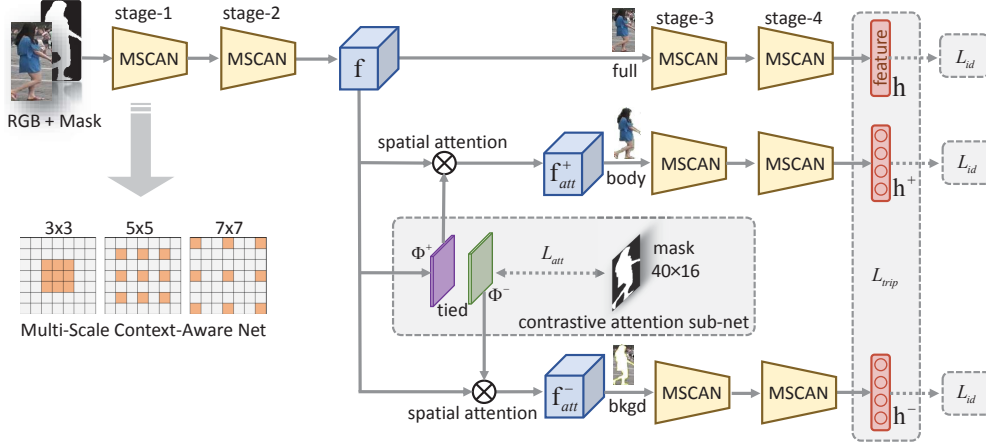 stage-1
stage-2
stage-3
stage-4
MSCAN
MSCAN
f
full
MSCAN
MSCAN
feature
h
L_id
RGB + Mask
spatial attention
f_att^+
body
MSCAN
MSCAN
h^+
L_id
3x3
5x5
7x7
Multi-Scale Context-Aware Net
Φ^+
tied
Φ^-
L_att
mask
40×16
contrastive attention sub-net
L_trip
spatial attention
f_att^-
bkgd
MSCAN
MSCAN
h^-
L_id